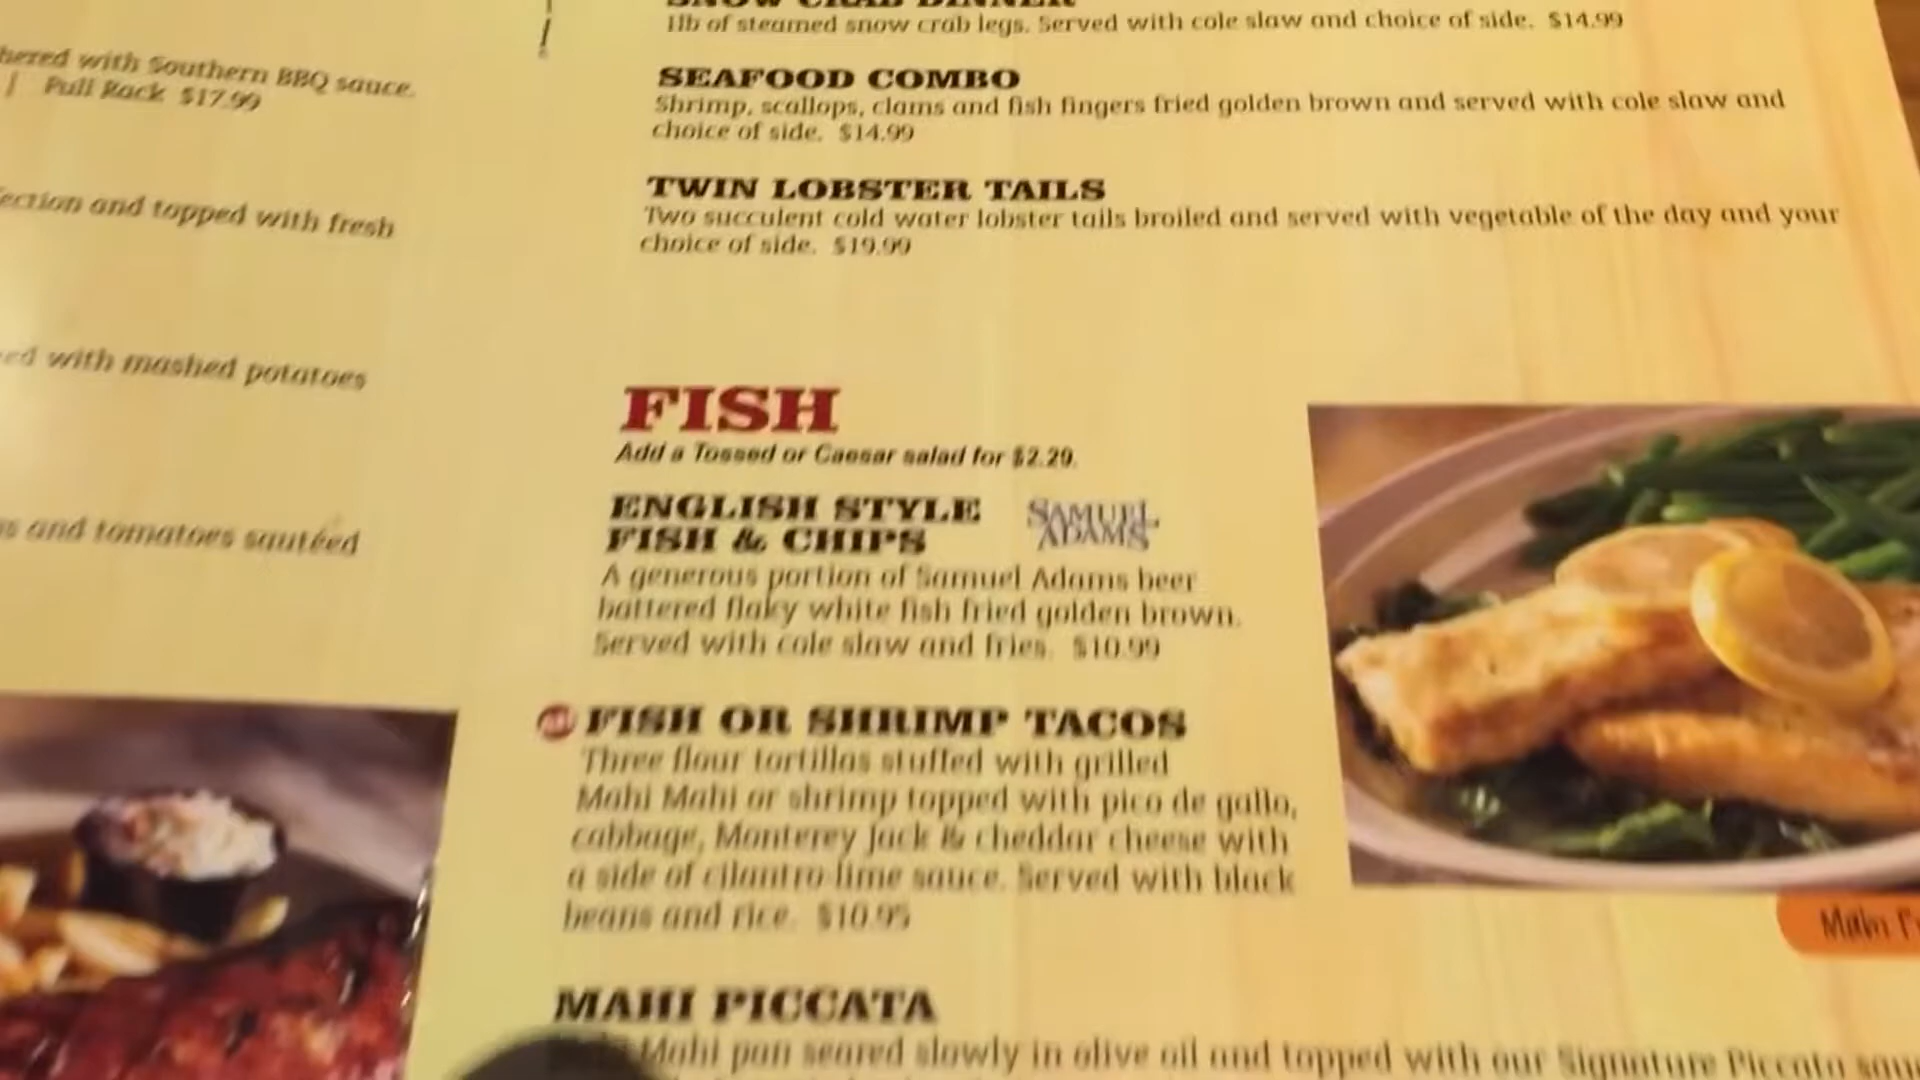 SNOW CRAB DINNER
1lb of steamed snow crab legs. Served with cole slaw and choice of side. $14.99
SEAFOOD COMBO
Shrimp, scallops, clams and fish fingers fried golden brown and served with cole slaw and
choice of side. $14.99
TWIN LOBSTER TAILS
Two succulent cold water lobster tails broiled and served with vegetable of the day and your
choice of side. $19.99
with Southern BBQ sauce.
| Full Rack $17.99
and topped with fresh
with mashed potatoes
and tomatoes sautéed
FISH
Add a Tossed or Caesar salad for $2.29.
ENGLISH STYLE
FISH & CHIPS
SAMUEL
ADAMS
A generous portion of Samuel Adams beer
battered flaky white fish fried golden brown.
Served with cole slaw and fries. $10.99
FISH OR SHRIMP TACOS
Three flour tortillas stuffed with grilled
Mahi Mahi or shrimp topped with pico de gallo,
cabbage, Monterey Jack & cheddar cheese with
a side of cilantro-lime sauce. Served with black
beans and rice. $10.95
MAHI PICCATA
Mahi pan seared slowly in olive oil and topped with our Signature Piccata